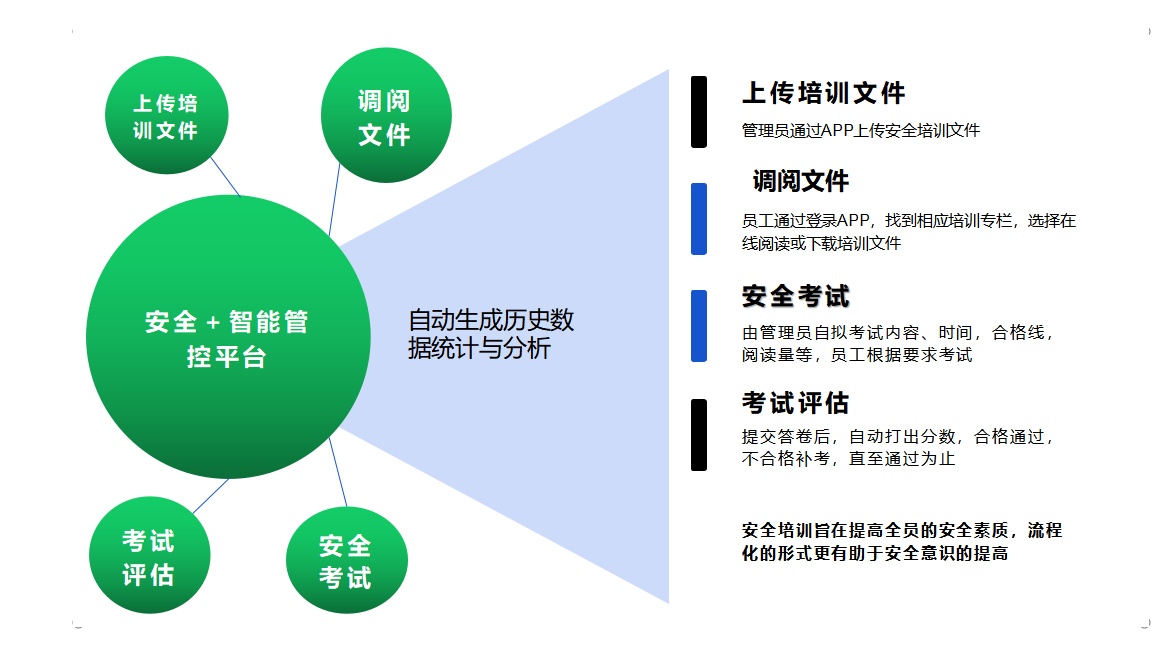 上传培
训文件
调阅
文件
安全+智能管
控平台
考试
评估
安全
考试
自动生成历史数
据统计与分析
上传培训文件
管理员通过APP上传安全培训文件
调阅文件
员工通过登录APP，找到相应培训专栏，选择在
线阅读或下载培训文件
安全考试
由管理员自拟考试内容、时间，合格线，
阅读量等，员工根据要求考试
考试评估
提交答卷后，自动打出分数，合格通过，
不合格补考，直至通过为止
安全培训旨在提高全员的安全素质，流程
化的形式更有助于安全意识的提高